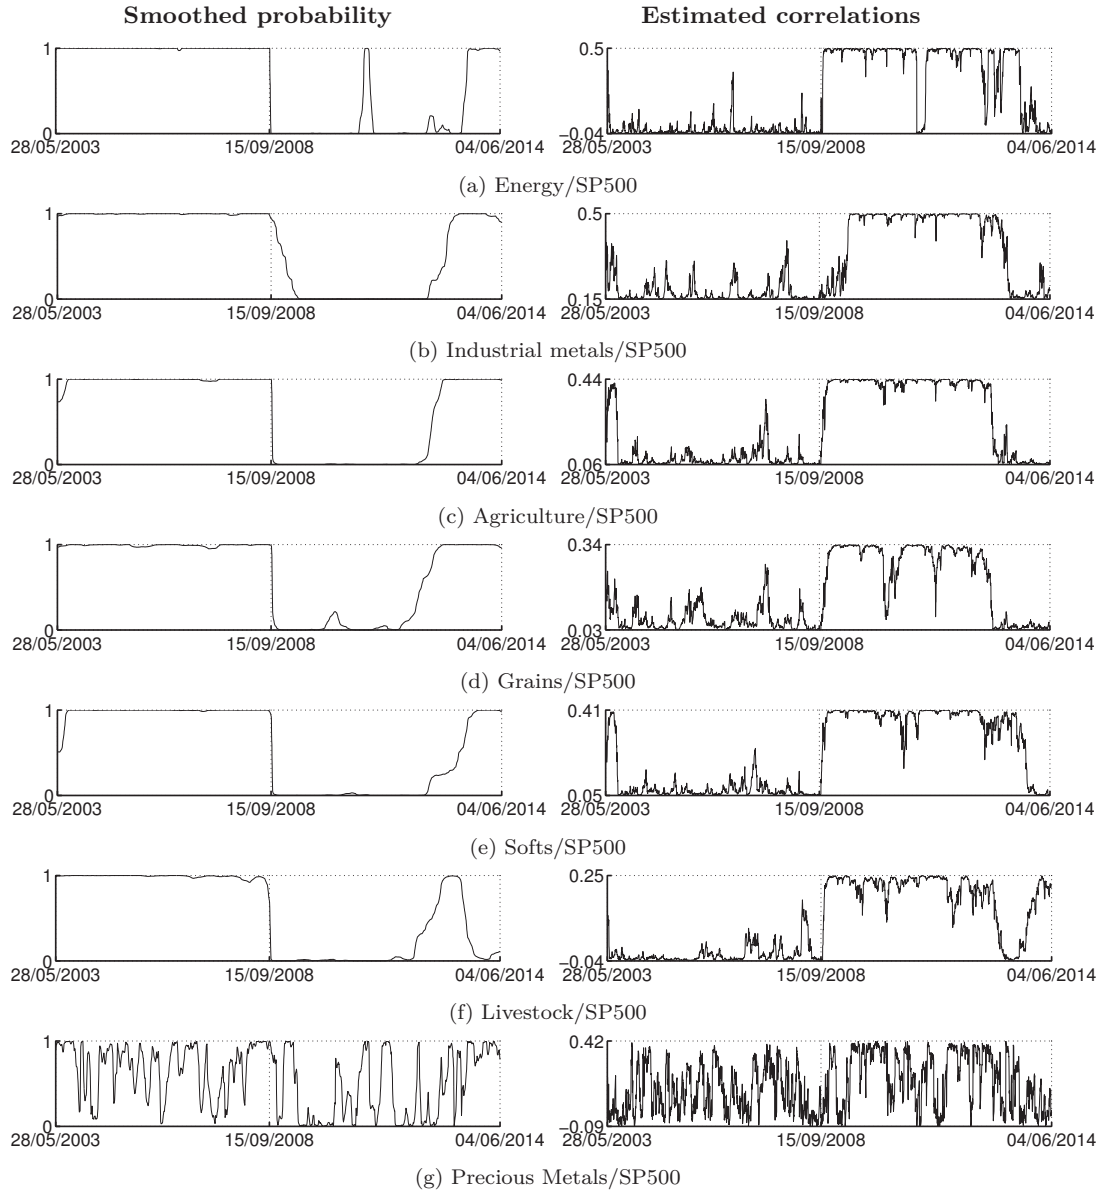 Smoothed probability Estimated correlations
1 0.5
0 −0.04
28/05/2003 15/09/2008 04/06/2014 28/05/2003 15/09/2008 04/06/2014
(a) Energy/SP500
1 0.5
0 0.15
28/05/2003 15/09/2008 04/06/2014 28/05/2003 15/09/2008 04/06/2014
(b) Industrial metals/SP500
1 0.44
0 0.06
28/05/2003 15/09/2008 04/06/2014 28/05/2003 15/09/2008 04/06/2014
(c) Agriculture/SP500
1 0.34
0 0.03
28/05/2003 15/09/2008 04/06/2014 28/05/2003 15/09/2008 04/06/2014
(d) Grains/SP500
1 0.41
0 0.05
28/05/2003 15/09/2008 04/06/2014 28/05/2003 15/09/2008 04/06/2014
(e) Softs/SP500
1 0.25
0 −0.04
28/05/2003 15/09/2008 04/06/2014 28/05/2003 15/09/2008 04/06/2014
(f) Livestock/SP500
1 0.42
0 −0.09
28/05/2003 15/09/2008 04/06/2014 28/05/2003 15/09/2008 04/06/2014
(g) Precious Metals/SP500